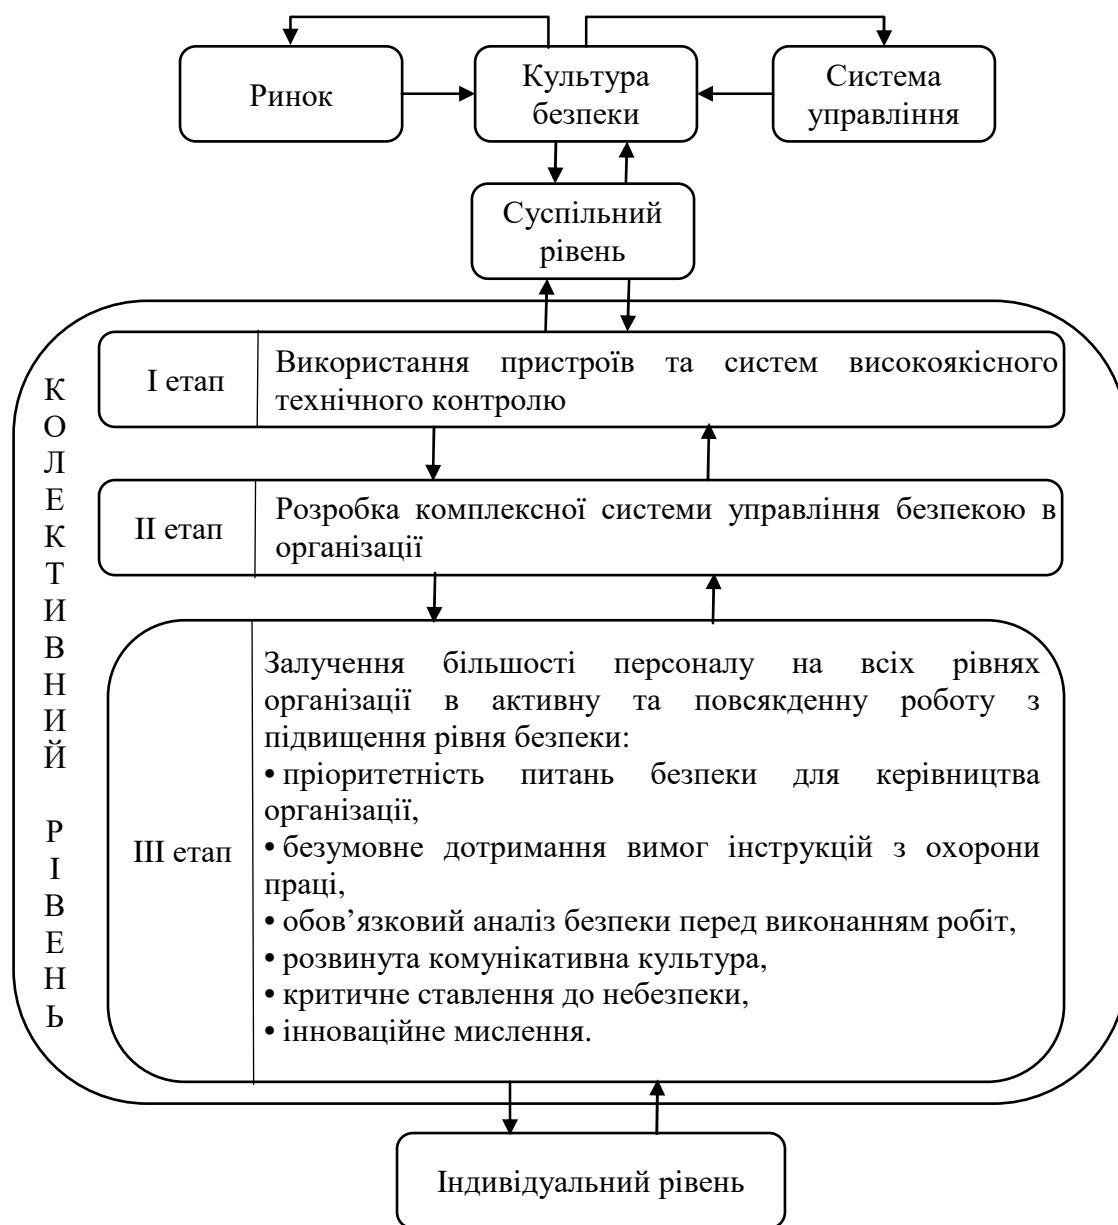 Ринок
Культура
безпеки
Система
управління
Суспільний
рівень
КОЛЕКТИВНИЙ РІВЕНЬ
І етап
Використання пристроїв та систем високоякісного
технічного контролю
ІІ етап
Розробка комплексної системи управління безпекою в
організації
ІІІ етап
Залучення більшості персоналу на всіх рівнях
організації в активну та повсякденну роботу з
підвищення рівня безпеки:
• пріоритетність питань безпеки для керівництва
організації,
• безумовне дотримання вимог інструкцій з охорони
праці,
• обов’язковий аналіз безпеки перед виконанням робіт,
• розвинута комунікативна культура,
• критичне ставлення до небезпеки,
• інноваційне мислення.
Індивідуальний рівень